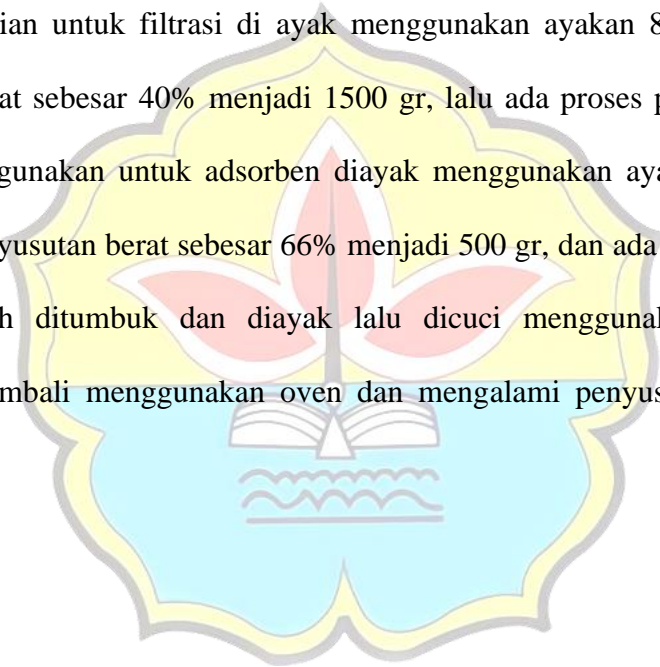 ian untuk filtrasi di ayak menggunakan ayakan 8
at sebesar 40% menjadi 1500 gr, lalu ada proses p
gunakan untuk adsorben diayak menggunakan aya
yusutan berat sebesar 66% menjadi 500 gr, dan ada
h ditumbuk dan diayak lalu dicuci menggunak
mbali menggunakan oven dan mengalami penyus